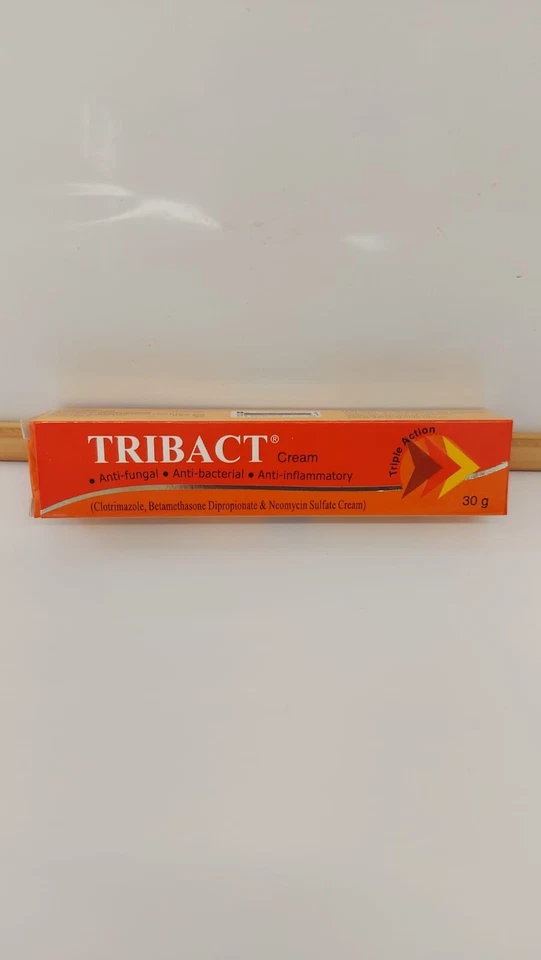 TRIBACT® Cream
• Anti-fungal • Anti-bacterial • Anti-inflammatory
(Clotrimazole, Betamethasone Dipropionate & Neomycin Sulfate Cream)
Triple Action
30 g